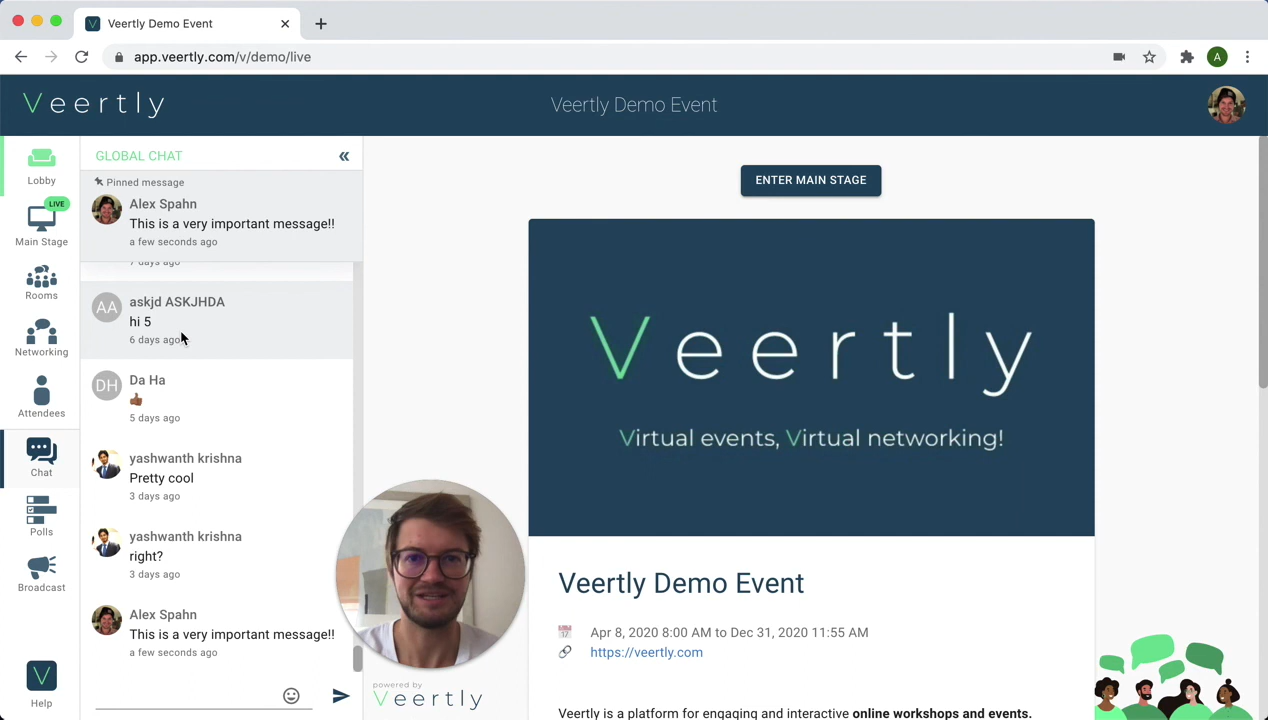 Veertly Demo Event
app.veertly.com/v/demo/live
A
Veertly
Veertly Demo Event
Lobby
LIVE
Main Stage
Rooms
Networking
Attendees
Chat
Polls
Broadcast
V
Help
GLOBAL CHAT
«
Pinned message
Alex Spahn
This is a very important message!!
a few seconds ago
7 days ago
AA
askjd ASKJHDA
hi 5
6 days ago
DH
Da Ha
👍🏾
5 days ago
yashwanth krishna
Pretty cool
3 days ago
yashwanth krishna
right?
3 days ago
Alex Spahn
This is a very important message!!
a few seconds ago
powered by
Veertly
ENTER MAIN STAGE
Veertly
Virtual events, Virtual networking!
Veertly Demo Event
Apr 8, 2020 8:00 AM to Dec 31, 2020 11:55 AM
https://veertly.com
Veertly is a platform for engaging and interactive online workshops and events.